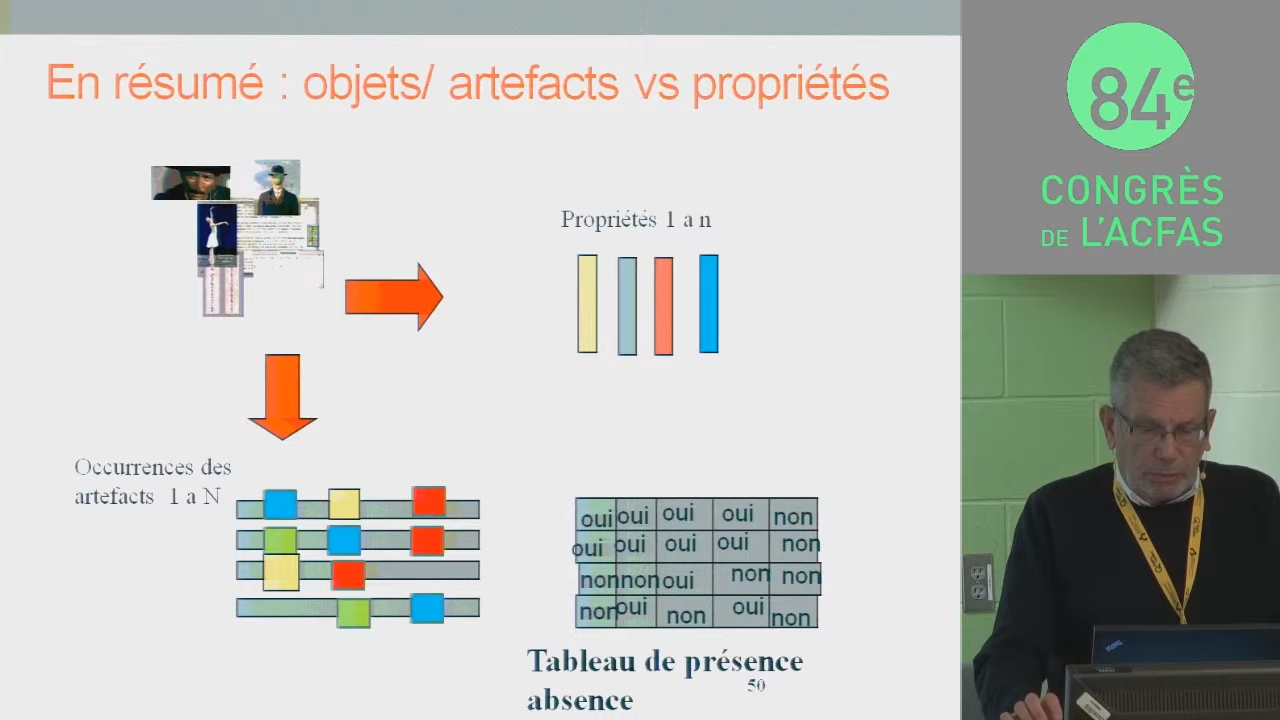 En résumé : objets/ artefacts vs propriétés
84e
CONGRÈS
DE L'ACFAS
Propriétés 1 a n
Occurrences des
artefacts 1 a N
oui oui oui oui non
oui oui oui oui non
non non oui non non
non oui non oui non
Tableau de présence
absence
50